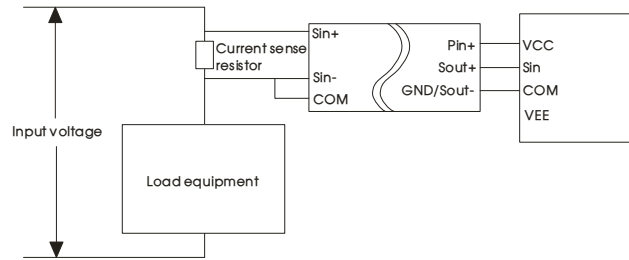 Sin+
Current sense
resistor
Sin-
COM
Pin+
Sout+
GND/Sout-
VCC
Sin
COM
VEE
Input voltage
Load equipment